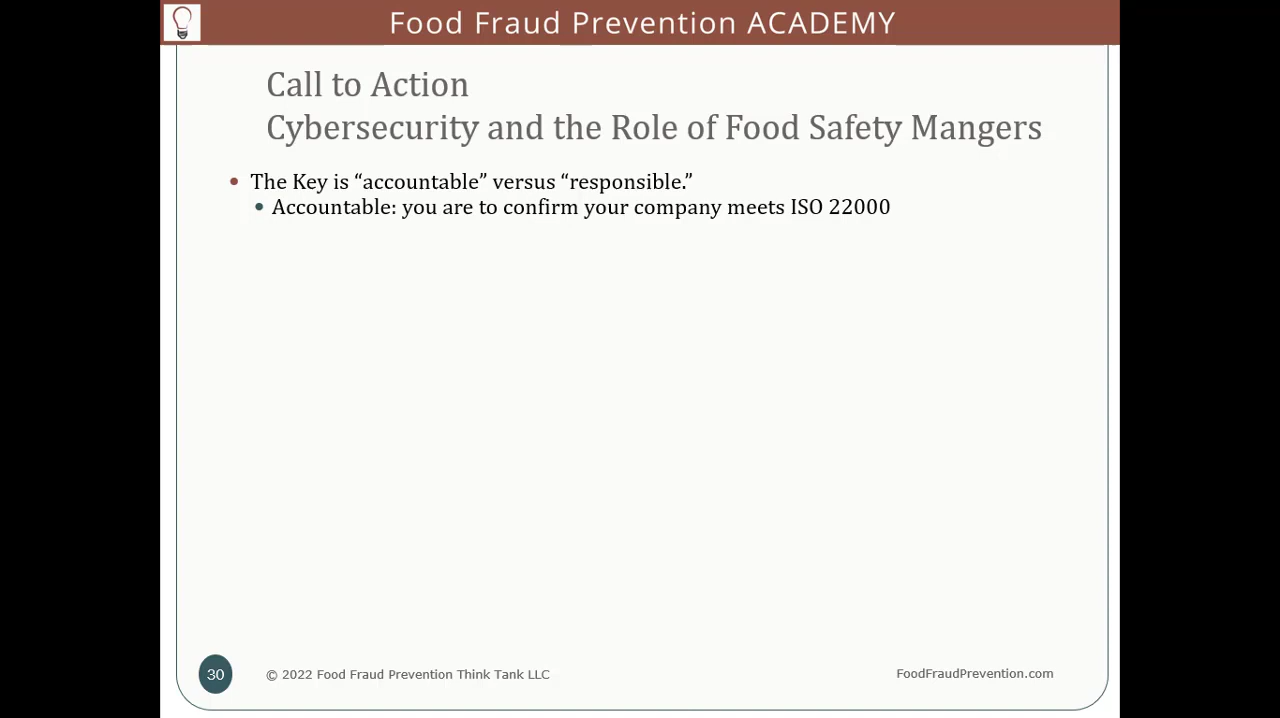 Food Fraud Prevention ACADEMY
Call to Action
Cybersecurity and the Role of Food Safety Mangers
• The Key is “accountable” versus “responsible.”
• Accountable: you are to confirm your company meets ISO 22000
30
© 2022 Food Fraud Prevention Think Tank LLC
FoodFraudPrevention.com